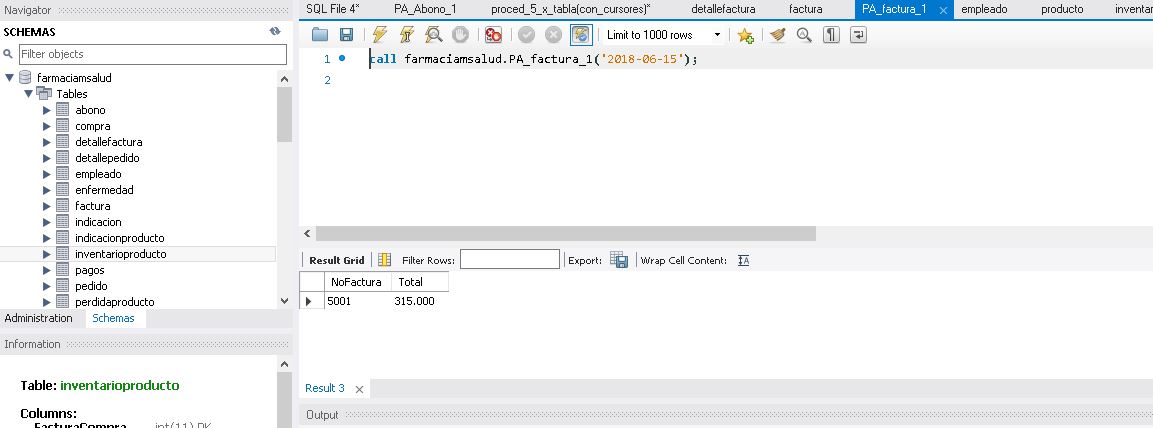 Navigator
SCHEMAS
Filter objects
farmaciamsalud
Tables
abono
compra
detallefactura
detallepedido
empleado
enfermedad
factura
indicacion
indicacionproducto
inventarioproducto
pagos
pedido
perdidaproducto
Administration Schemas
Information
Table: inventarioproducto
Columns:
FacturaCompra int(11) PK
SQL File 4* PA_Abono_1 proced_5_x_tabla(con_cursores)* detallefactura factura PA_factura_1 empleado producto inventar
Limit to 1000 rows
1 call farmaciamsalud.PA_factura_1('2018-06-15');
2
Result Grid Filter Rows: Export: Wrap Cell Content:
NoFactura Total
5001 315.000
Result 3
Output